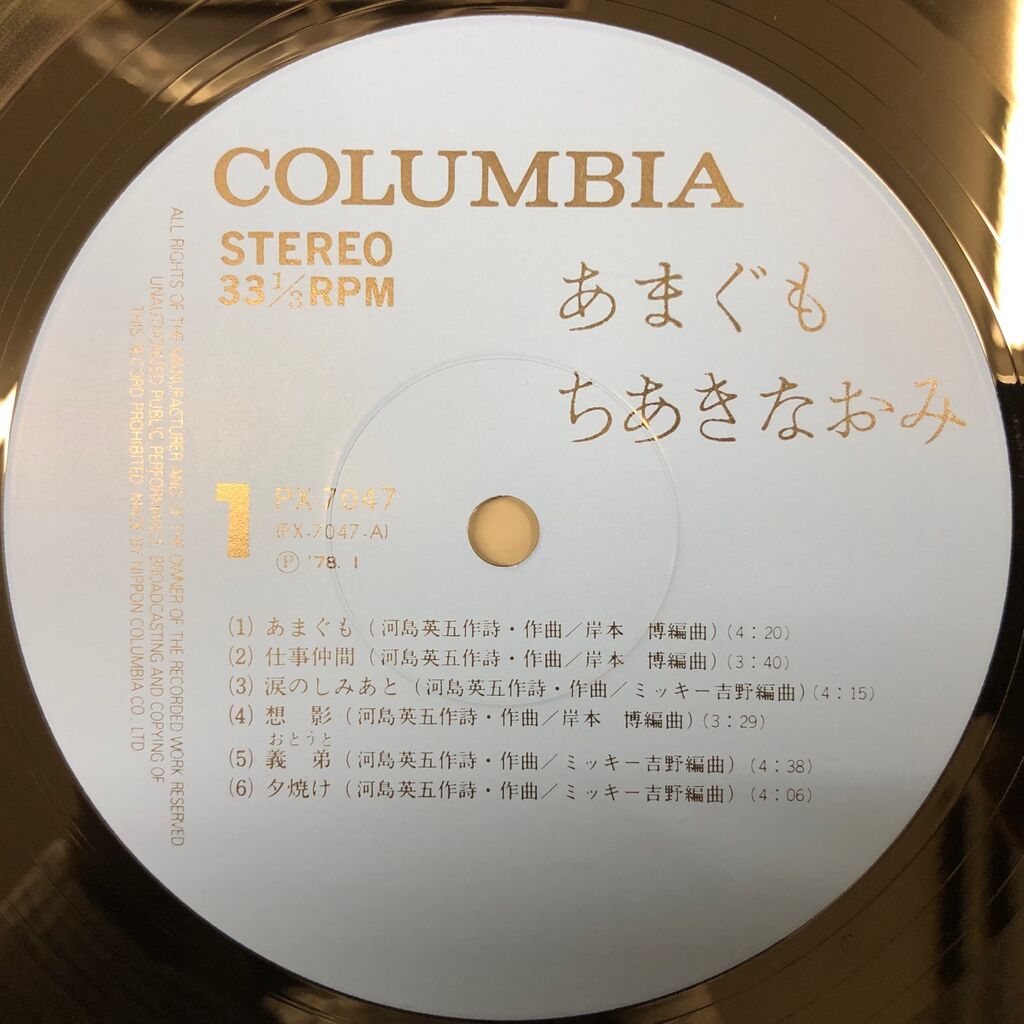 COLUMBIA
STEREO
33 1/3 RPM
あまぐも
ちあきなおみ
ALL RIGHTS OF THE MANUFACTURER AND OF THE OWNER OF THE RECORDED WORK RESERVED
UNAUTHORIZED PUBLIC PERFORMANCE BROADCASTING AND COPYING OF
THIS RECORD PROHIBITED MADE BY NIPPON COLUMBIA CO. LTD
1
PX-7047
(PX-7047-A)
Ⓟ '78. 1
(1) あまぐも (河島英五作詩・作曲/岸本 博編曲) (4:20)
(2) 仕事仲間 (河島英五作詩・作曲/岸本 博編曲) (3:40)
(3) 涙のしみあと (河島英五作詩・作曲/ミッキー吉野編曲) (4:15)
(4) 想 影 (河島英五作詩・作曲/岸本 博編曲) (3:29)
おとうと
(5) 義 弟 (河島英五作詩・作曲/ミッキー吉野編曲) (4:38)
(6) 夕焼け (河島英五作詩・作曲/ミッキー吉野編曲) (4:06)